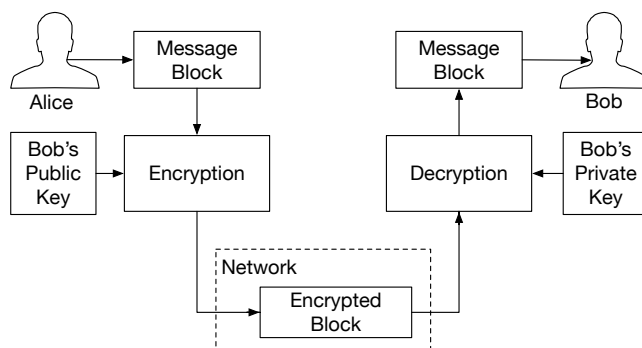 Alice
Message
Block
Message
Block
Bob
Bob's
Public
Key
Encryption
Decryption
Bob's
Private
Key
Network
Encrypted
Block